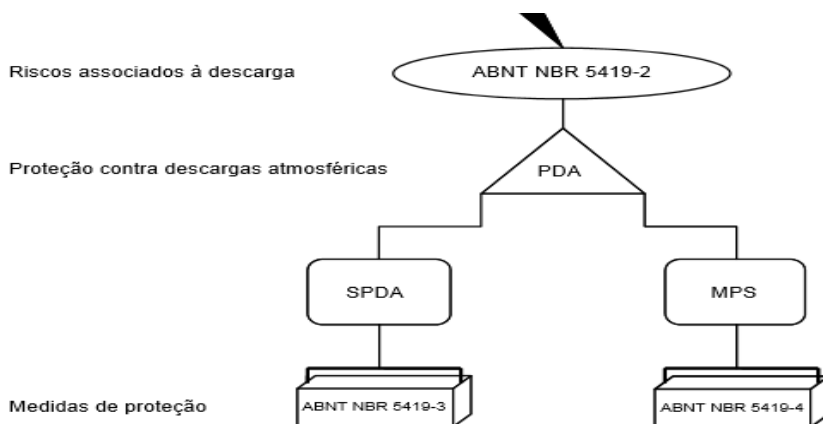 Riscos associados à descarga
ABNT NBR 5419-2
Proteção contra descargas atmosféricas
PDA
SPDA
MPS
Medidas de proteção
ABNT NBR 5419-3
ABNT NBR 5419-4